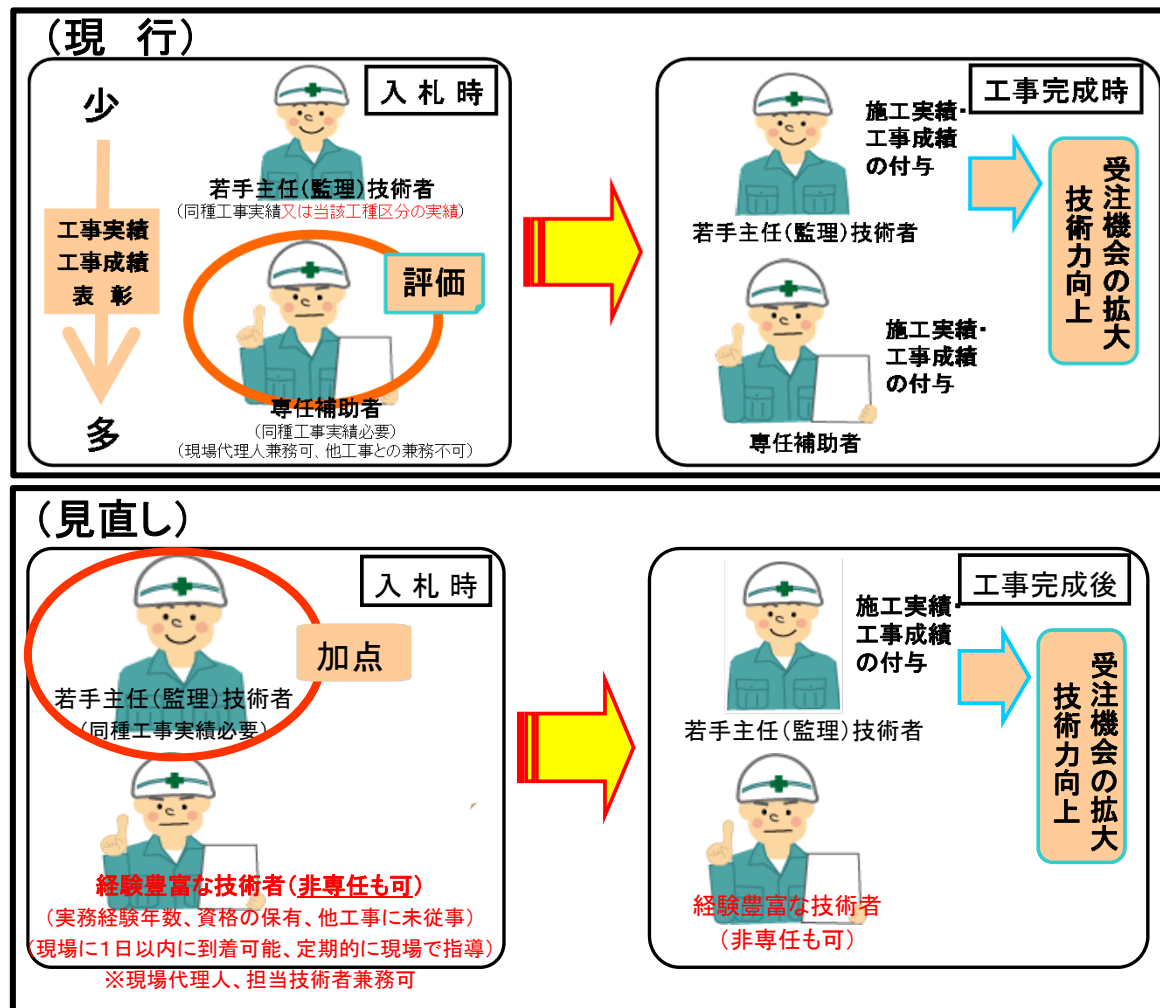 （現　行）
入 札 時
少
工事実績
工事成績
表 彰
多
若手主任(監理)技術者
(同種工事実績又は当該工種区分の実績)
評価
専任補助者
(同種工事実績必要)
(現場代理人兼務可、他工事との兼務不可)
工事完成時
施工実績・
工事成績
の付与
若手主任(監理)技術者
施工実績・
工事成績
の付与
専任補助者
受注機会の拡大
技術力向上
（見直し）
入 札 時
加点
若手主任(監理)技術者
(同種工事実績必要)
経験豊富な技術者(非専任も可)
(実務経験年数、資格の保有、他工事に未従事)
(現場に1日以内に到着可能、定期的に現場で指導)
※現場代理人、担当技術者兼務可
工事完成後
施工実績・
工事成績
の付与
若手主任(監理)技術者
経験豊富な技術者
(非専任も可)
受注機会の拡大
技術力向上